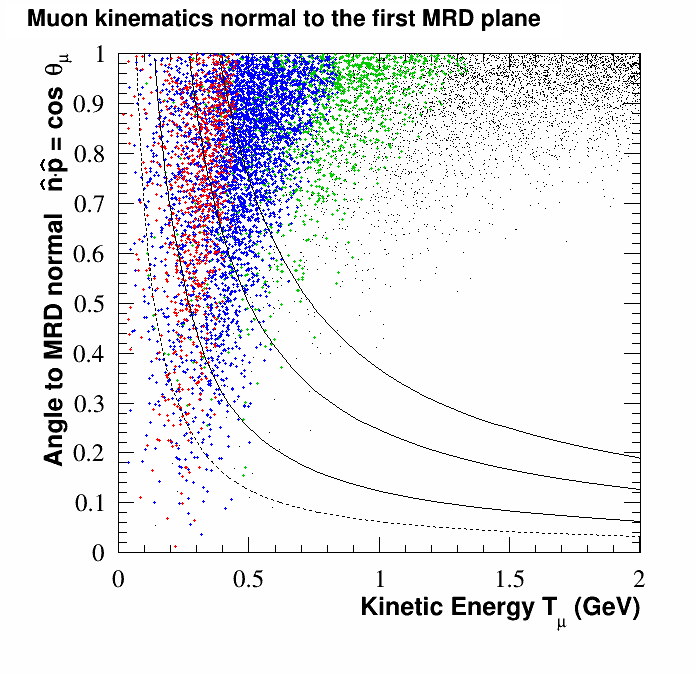 Muon kinematics normal to the first MRD plane
Angle to MRD normal n̂·p̂ = cos θμ
1
0.9
0.8
0.7
0.6
0.5
0.4
0.3
0.2
0.1
0
0 0.5 1 1.5 2
Kinetic Energy Tμ (GeV)